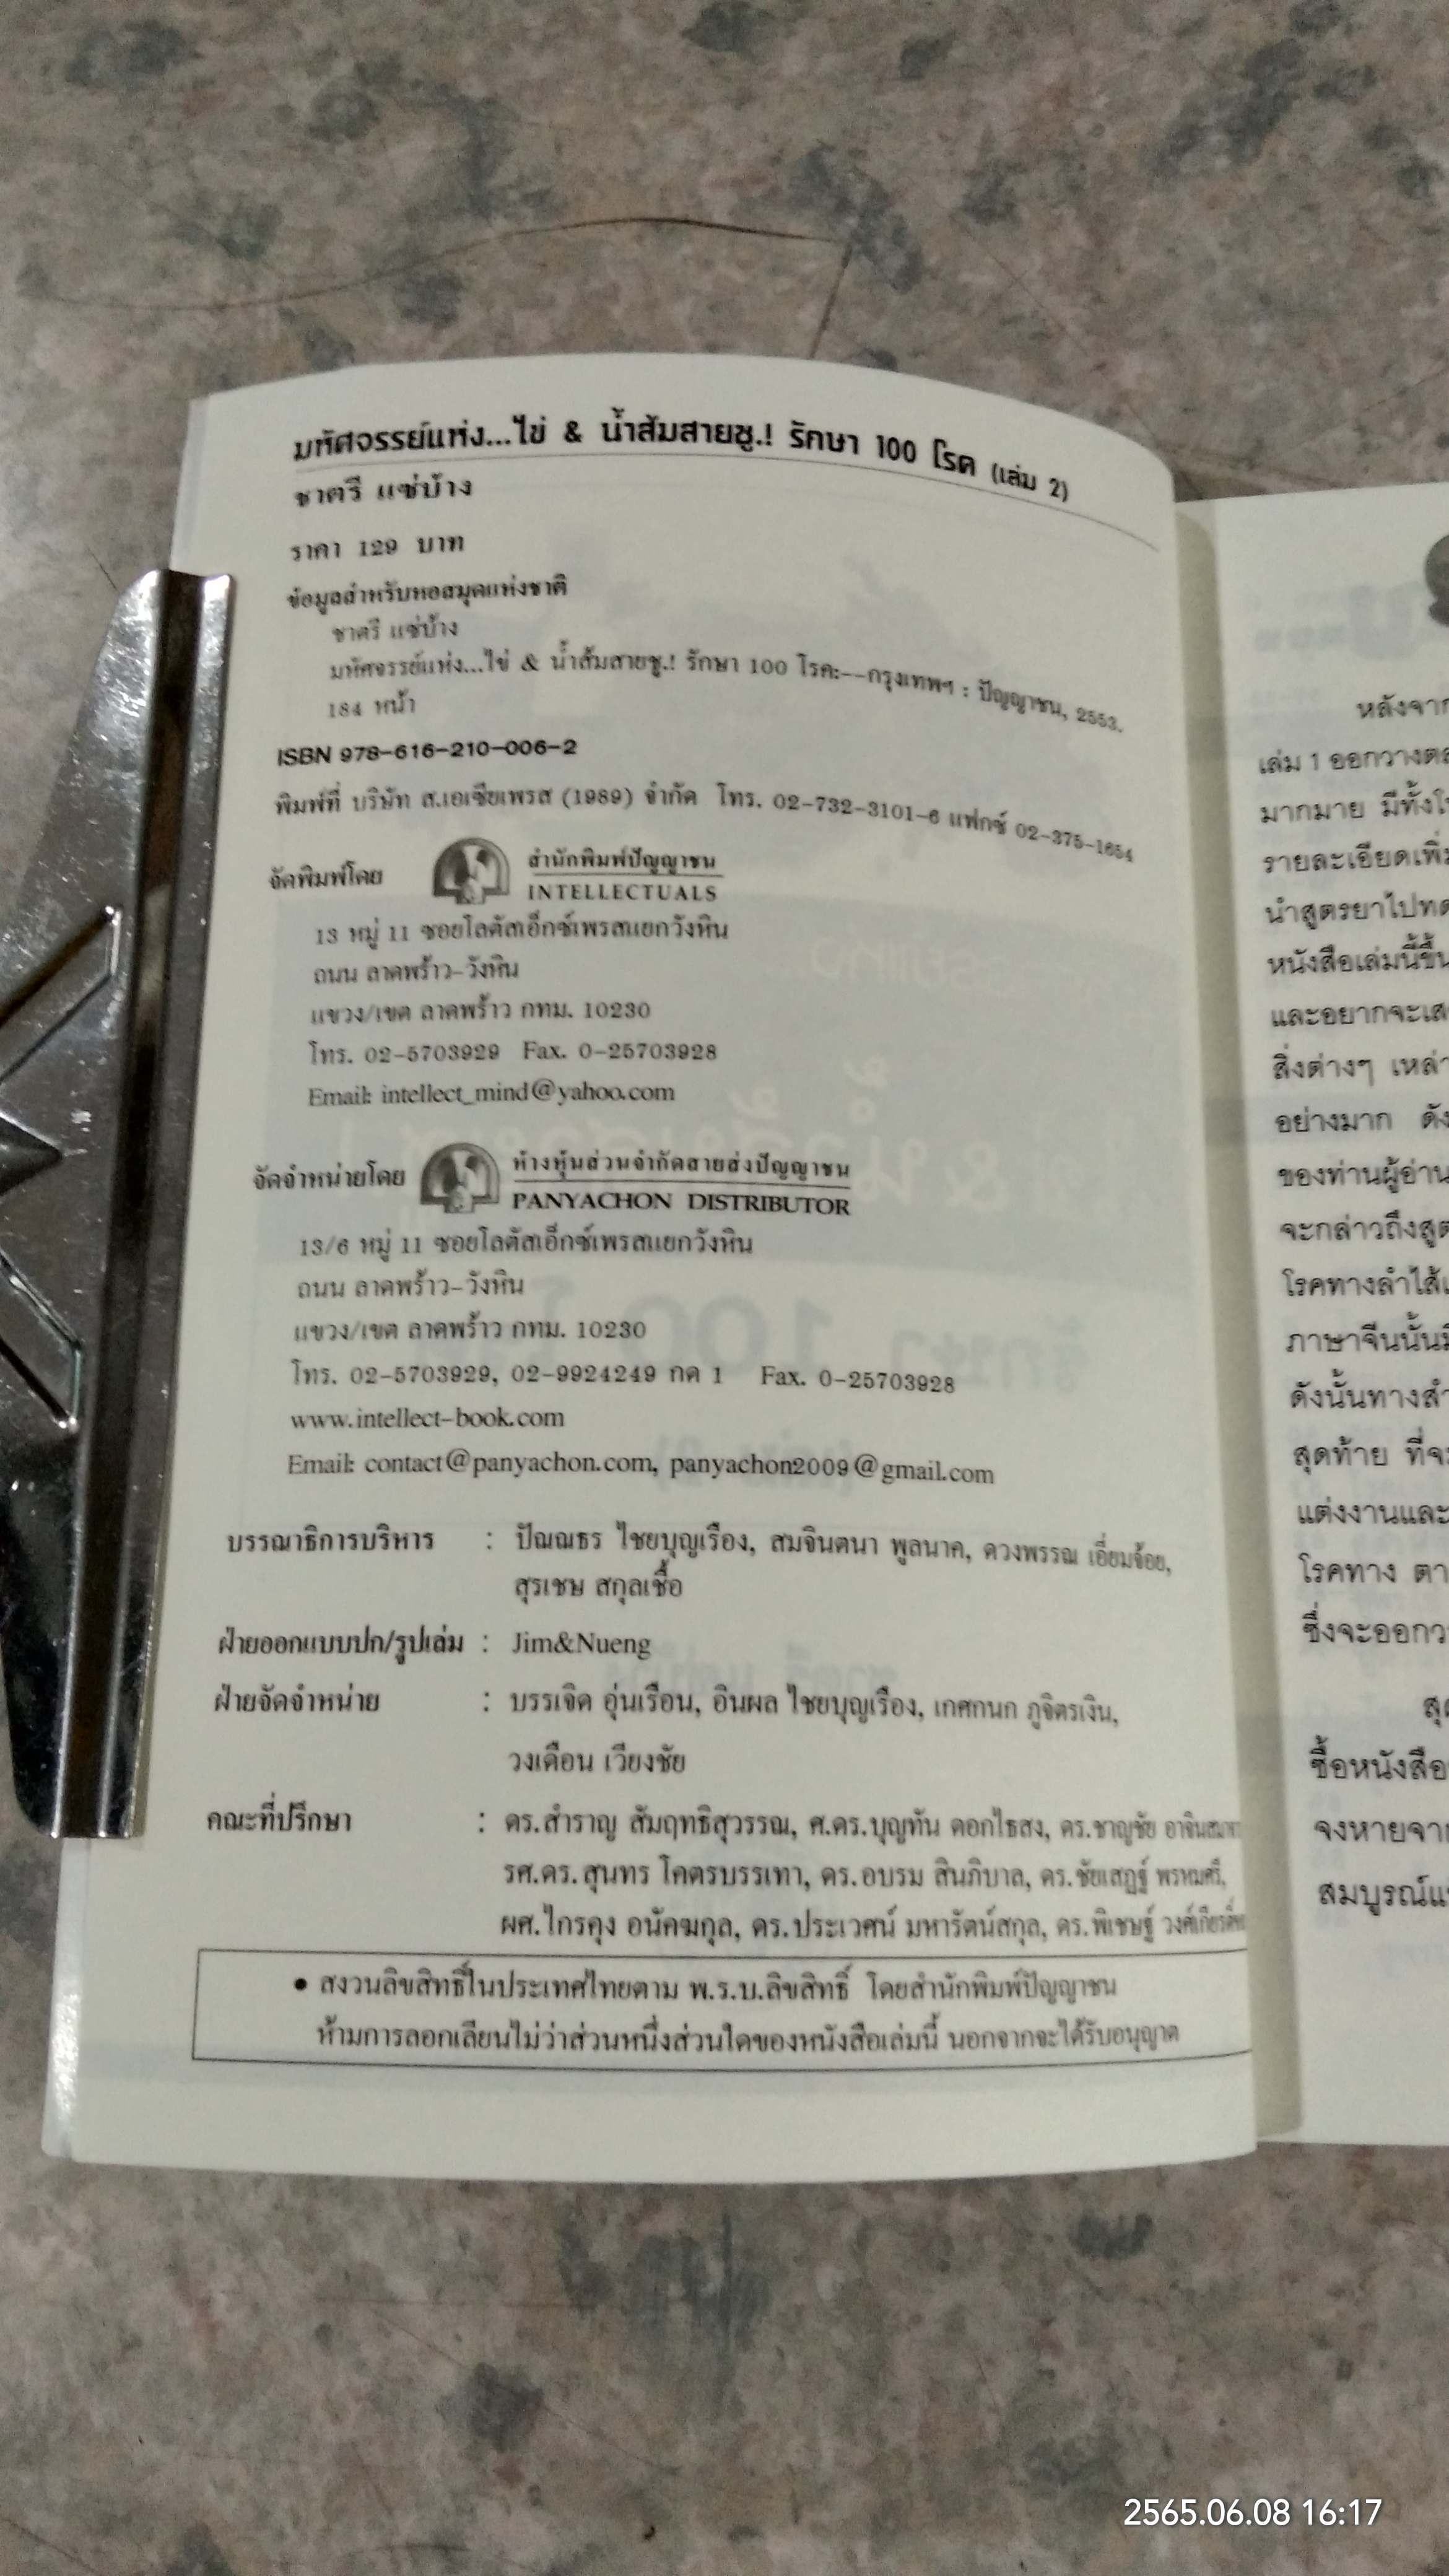 มหัศจรรย์แห่ง...ไข่ & น้ำส้มสายชู.! รักษา 100 โรค (เล่ม 2)
ชาตรี แซ่บ้าง
ราคา 129 บาท
ข้อมูลสำหรับหอสมุดแห่งชาติ
ชาตรี แซ่บ้าง
มหัศจรรย์แห่ง...ไข่ & น้ำส้มสายชู.! รักษา 100 โรค:--กรุงเทพฯ : ปัญญาชน, 2553.
184 หน้า
ISBN 978-616-210-006-2
พิมพ์ที่ บริษัท ส.เอเซียเพรส (1989) จำกัด โทร. 02-732-3101-6 แฟกซ์ 02-375-1654
จัดพิมพ์โดย สำนักพิมพ์ปัญญาชน
INTELLECTUALS
13 หมู่ 11 ซอยโลตัสเอ็กซ์เพรสแยกวังหิน
ถนน ลาดพร้าว-วังหิน
แขวง/เขต ลาดพร้าว กทม. 10230
โทร. 02-5703929 Fax. 0-25703928
Email: intellect_mind@yahoo.com
จัดจำหน่ายโดย ห้างหุ้นส่วนจำกัดสายส่งปัญญาชน
PANYACHON DISTRIBUTOR
13/6 หมู่ 11 ซอยโลตัสเอ็กซ์เพรสแยกวังหิน
ถนน ลาดพร้าว-วังหิน
แขวง/เขต ลาดพร้าว กทม. 10230
โทร. 02-5703929, 02-9924249 กด 1 Fax. 0-25703928
www.intellect-book.com
Email: contact@panyachon.com, panyachon2009@gmail.com
บรรณาธิการบริหาร : ปัณณธร ไชยบุญเรือง, สมจินตนา พูลนาค, ดวงพรรณ เอี่ยมจ้อย,
สุรเชษ สกุลเชื้อ
ฝ่ายออกแบบปก/รูปเล่ม : Jim&Nueng
ฝ่ายจัดจำหน่าย : บรรเจิด อุ่นเรือน, อินผล ไชยบุญเรือง, เกศกนก ภูจิตรเงิน,
วงเดือน เวียงชัย
คณะที่ปรึกษา : ดร.สำราญ สัมฤทธิสุวรรณ, ศ.ดร.บุญทัน ดอกไธสง, ดร.ชาญชัย
รศ.ดร.สุนทร โคตรบรรเทา, ดร.อบรม สินภิบาล, ดร.ชัยเสฏฐ์ พรหมศรี,
ผศ.ไกรคุง อนัคฆกุล, ดร.ประเวศน์ มหารัตน์สกุล, ดร.พิเชษฐ์
• สงวนลิขสิทธิ์ในประเทศไทยตาม พ.ร.บ.ลิขสิทธิ์ โดยสำนักพิมพ์ปัญญาชน
ห้ามการลอกเลียนไม่ว่าส่วนหนึ่งส่วนใดของหนังสือเล่มนี้ นอกจากจะได้รับอนุญาต
หลังจาก
เล่ม 1 ออกวางตล
มากมาย มีทั้งโ
รายละเอียดเพิ่ม
นำสูตรยาไปทด
หนังสือเล่มนี้ขึ้น
และอยากจะเส
สิ่งต่างๆ เหล่า
อย่างมาก ดัง
ของท่านผู้อ่าน
จะกล่าวถึงสูต
โรคทางลำไส้
ภาษาจีนนั้น
ดังนั้นทางสำ
สุดท้าย ที่จะ
แต่งงานและ
โรคทาง ตา
ซึ่งจะออกว
สุ
ซื้อหนังสือ
จงหายจาก
สมบูรณ์แ
2565.06.08 16:17